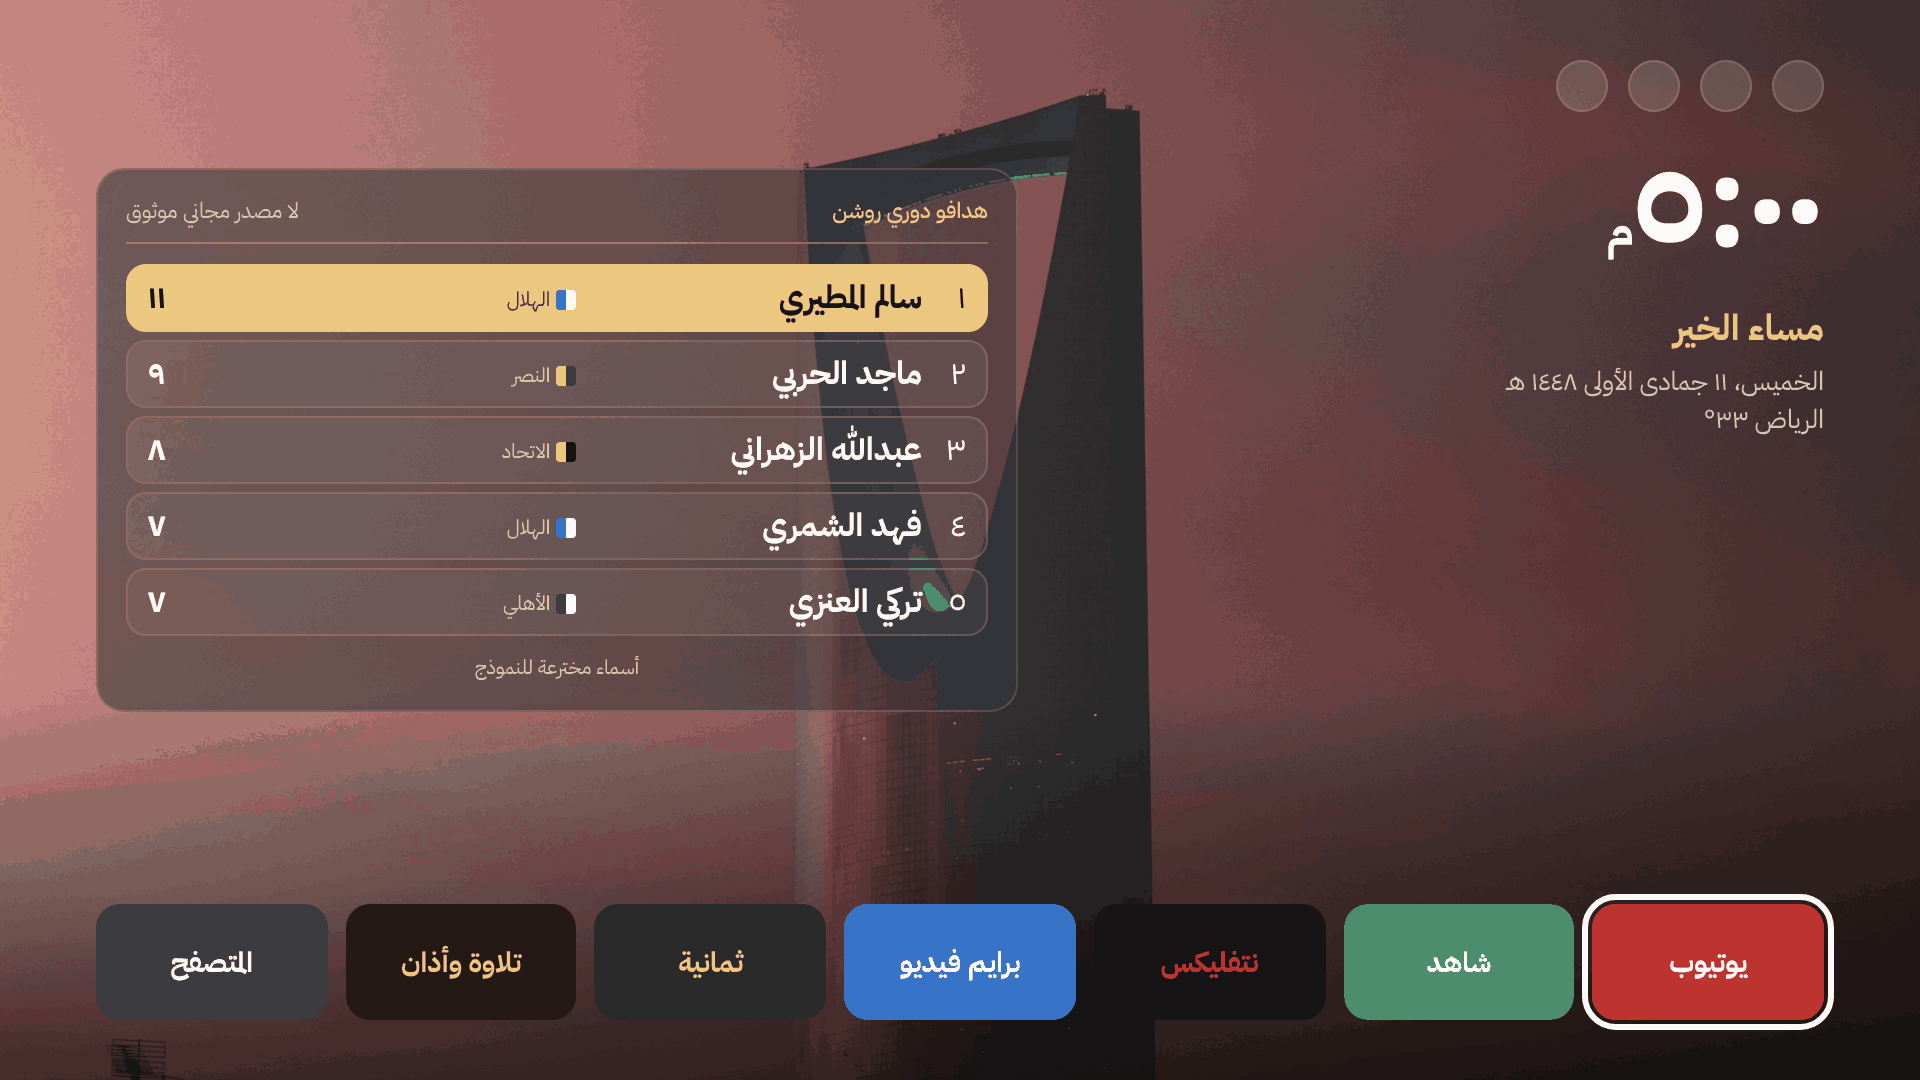 ٥:٠٠م
مساء الخير
الخميس، ١١ جمادى الأولى ١٤٤٨ هـ
الرياض ٣٣°
هدافو دوري روشن
لا مصدر مجاني موثوق
١ سالم المطيري الهلال ١١
٢ ماجد الحربي النصر ٩
٣ عبدالله الزهراني الاتحاد ٨
٤ فهد الشمري الهلال ٧
٥ تركي العنزي الأهلي ٧
أسماء مخترعة للنموذج
يوتيوب
شاهد
نتفليكس
برايم فيديو
ثمانية
تلاوة وأذان
المتصفح